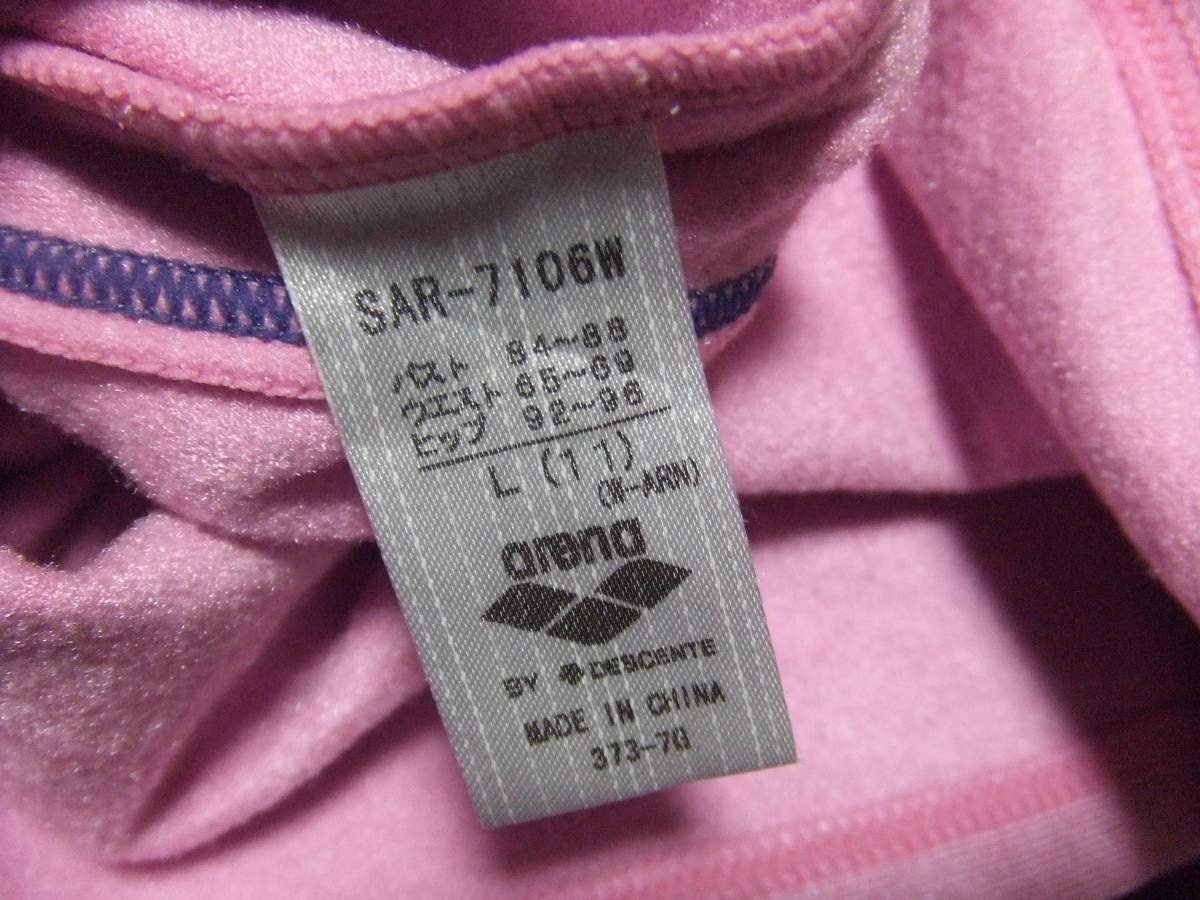 SAR-7106W
バスト 84~88
ウエスト 65~69
ヒップ 92~96
L (11)
(W-ARN)
arena
BY DESCENTE
MADE IN CHINA
373-7G